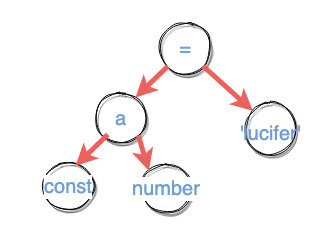 =
a
'lucifer'
const
number